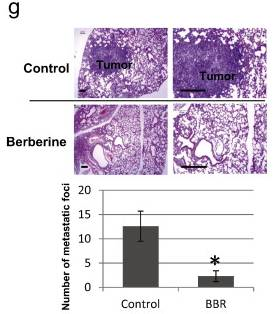 g
Control
Tumor
Tumor
Berberine
Number of metastatic foci
20
15
10
5
0
*
Control
BBR